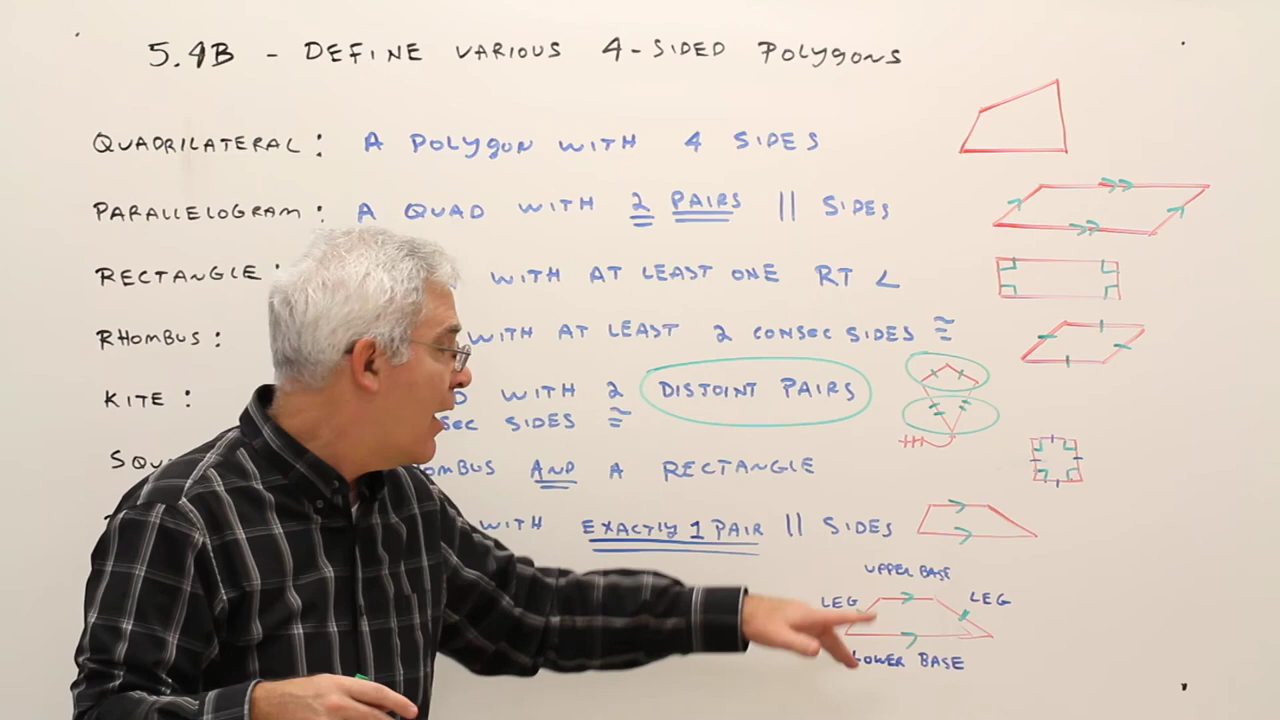 5.4B - DEFINE VARIOUS 4-SIDED POLYGONS
QUADRILATERAL: A POLYGON WITH 4 SIDES
PARALLELOGRAM: A QUAD WITH 2 PAIRS || SIDES
RECTANGLE: WITH AT LEAST ONE RT ∠
RHOMBUS: WITH AT LEAST 2 CONSEC SIDES ≅
KITE: WITH 2 DISJOINT PAIRS
SIDES ≅
AND A RECTANGLE
WITH EXACTLY 1 PAIR || SIDES
UPPER BASE
LEG LEG
LOWER BASE